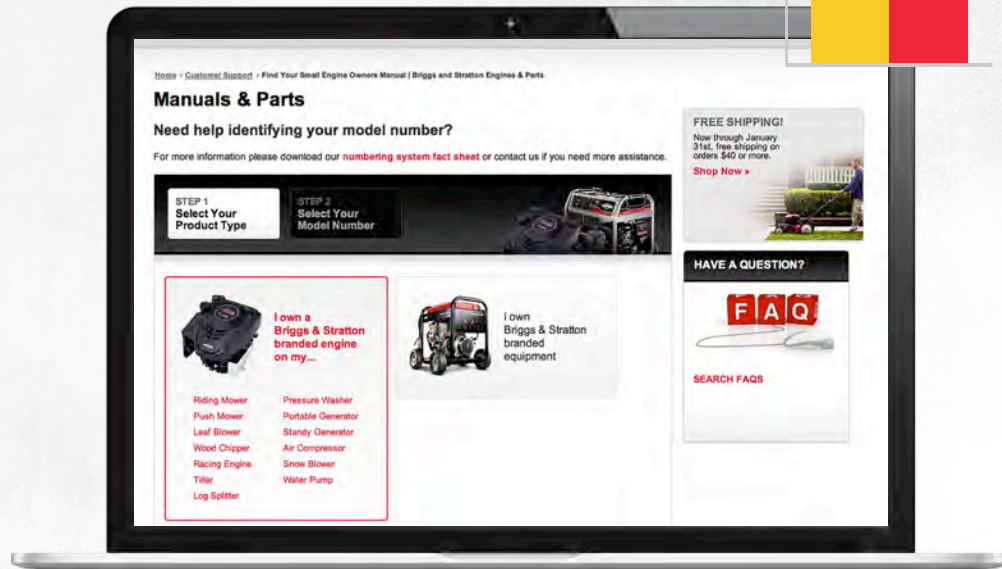 Home > Customer Support > Find Your Small Engine Owners Manual | Briggs and Stratton Engines & Parts
Manuals & Parts
Need help identifying your model number?
For more information please download our numbering system fact sheet or contact us if you need more assistance.
STEP 1
Select Your
Product Type
STEP 2
Select Your
Model Number
I own a
Briggs & Stratton
branded engine
on my...
Riding Mower
Push Mower
Leaf Blower
Wood Chipper
Racing Engine
Tiller
Log Splitter
Pressure Washer
Portable Generator
Standy Generator
Air Compressor
Snow Blower
Water Pump
I own
Briggs & Stratton
branded
equipment
FREE SHIPPING!
Now through January
31st, free shipping on
orders $40 or more.
Shop Now »
HAVE A QUESTION?
FAQ
SEARCH FAQS